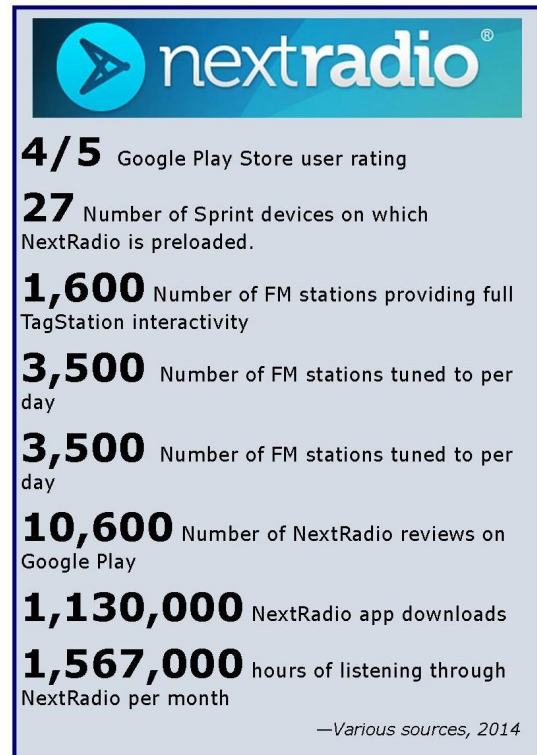 nextradio®
4/5 Google Play Store user rating
27 Number of Sprint devices on which
NextRadio is preloaded.
1,600 Number of FM stations providing full
TagStation interactivity
3,500 Number of FM stations tuned to per
day
3,500 Number of FM stations tuned to per
day
10,600 Number of NextRadio reviews on
Google Play
1,130,000 NextRadio app downloads
1,567,000 hours of listening through
NextRadio per month
—Various sources, 2014